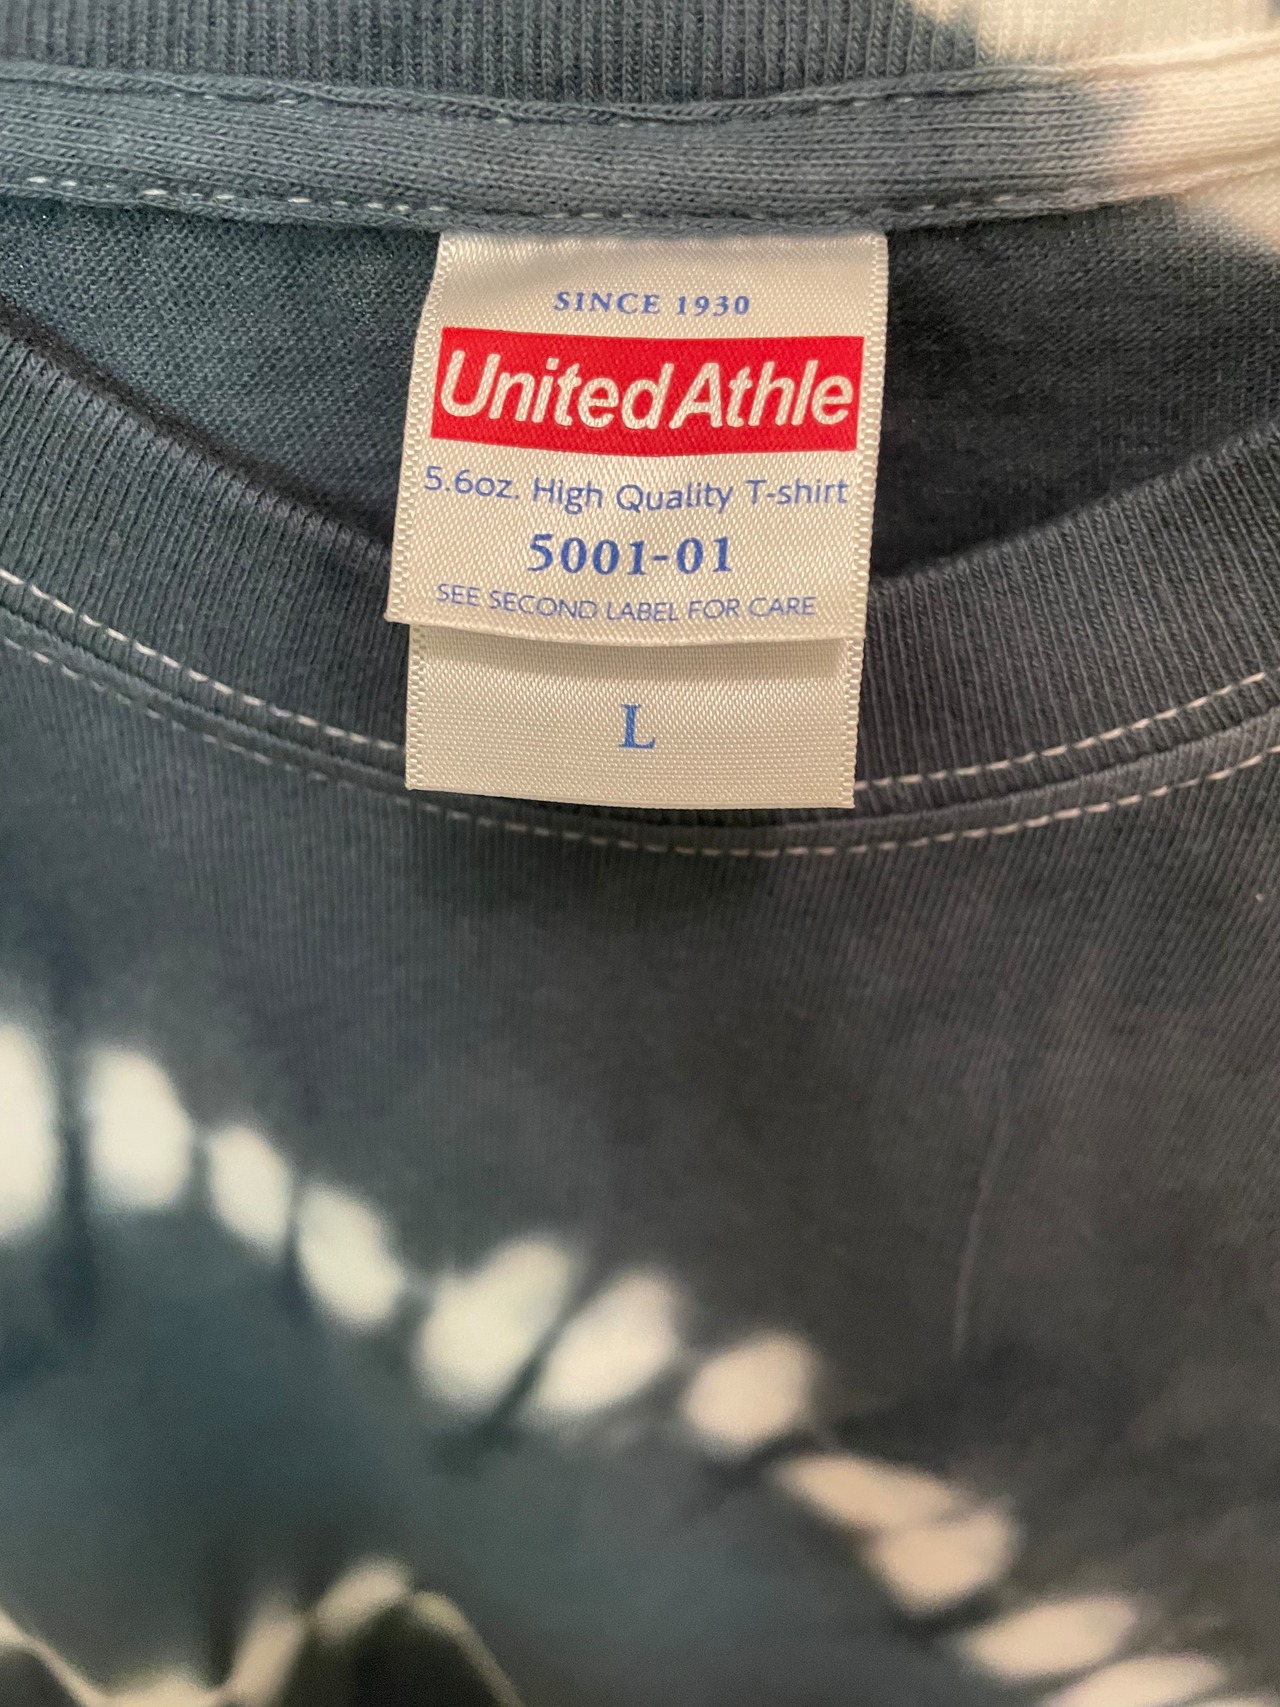 SINCE 1930
United Athle
5.6oz. High Quality T-shirt
5001-01
SEE SECOND LABEL FOR CARE
L